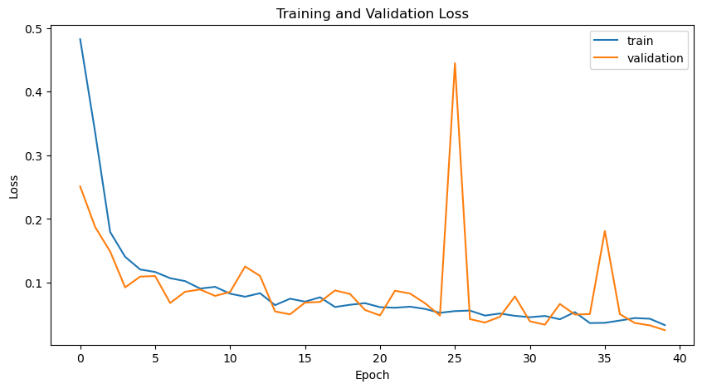 Training and Validation Loss
train
validation
Loss
0.5
0.4
0.3
0.2
0.1
0 5 10 15 20 25 30 35 40
Epoch